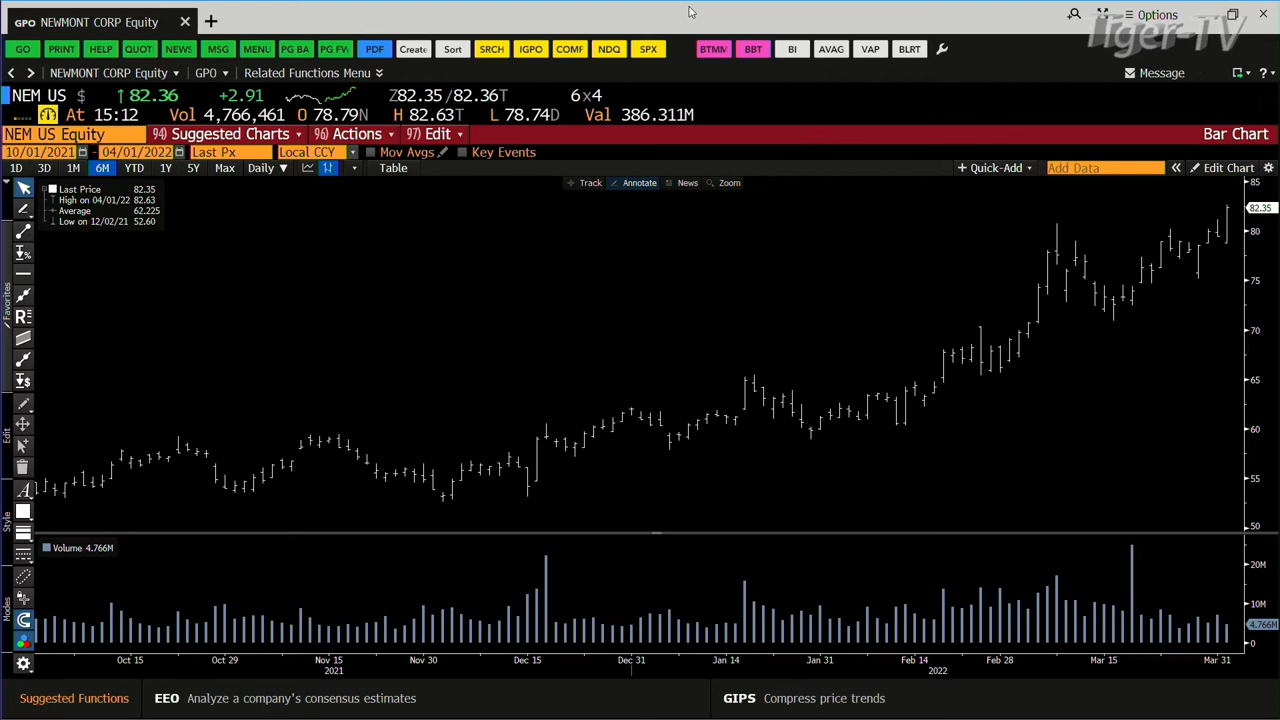 GPO NEWMONT CORP Equity
Options
Tiger-TV
GO PRINT HELP QUOT NEWS MSG MENU PG BA PG FW PDF Create Sort SRCH IGPO COMF NDQ SPX BTMM BBT BI AVAG VAP BLRT
NEWMONT CORP Equity GPO Related Functions Menu Message ?
NEM US $ 82.36 +2.91 Z82.35/82.36T 6x4
At 15:12 Vol 4,766,461 O 78.79N H 82.63T L 78.74D Val 386.311M
NEM US Equity 94) Suggested Charts 96) Actions 97) Edit Bar Chart
10/01/2021 - 04/01/2022 Last Px Local CCY Mov Avgs Key Events
1D 3D 1M 6M YTD 1Y 5Y Max Daily Table + Quick-Add Add Data Edit Chart
Track Annotate News Zoom
Last Price 82.35
High on 04/01/22 82.63
Average 62.225
Low on 12/02/21 52.60
85
82.35
80
75
70
65
60
55
50
Favorites
Edit
Style
Modes
Volume 4.766M
20M
10M
4.766M
0
Oct 15 Oct 29 Nov 15 Nov 30 Dec 15 Dec 31 Jan 14 Jan 31 Feb 14 Feb 28 Mar 15 Mar 31
2021 2022
Suggested Functions EEO Analyze a company's consensus estimates GIPS Compress price trends